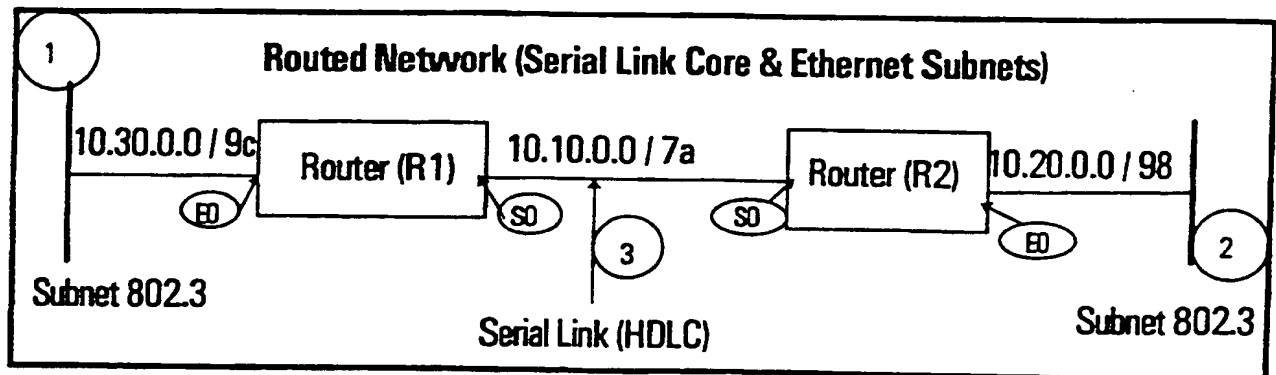 1
Routed Network (Serial Link Core & Ethernet Subnets)
10.30.0.0 / 9c
Router (R1)
10.10.0.0 / 7a
Router (R2)
10.20.0.0 / 98
E0
S0
S0
E0
3
2
Subnet 802.3
Serial Link (HDLC)
Subnet 802.3